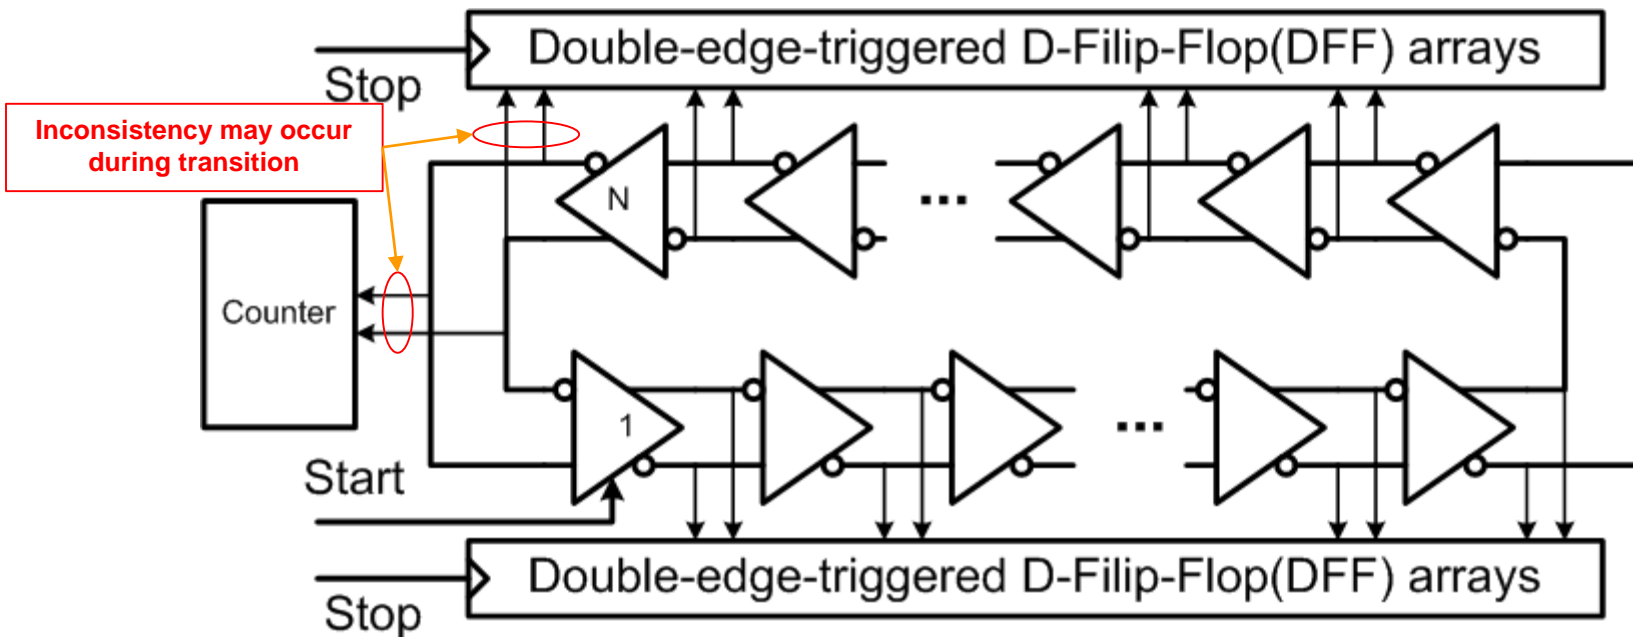 Double-edge-triggered D-Filip-Flop(DFF) arrays
Stop
Inconsistency may occur
during transition
N
...
Counter
1
...
Start
Double-edge-triggered D-Filip-Flop(DFF) arrays
Stop